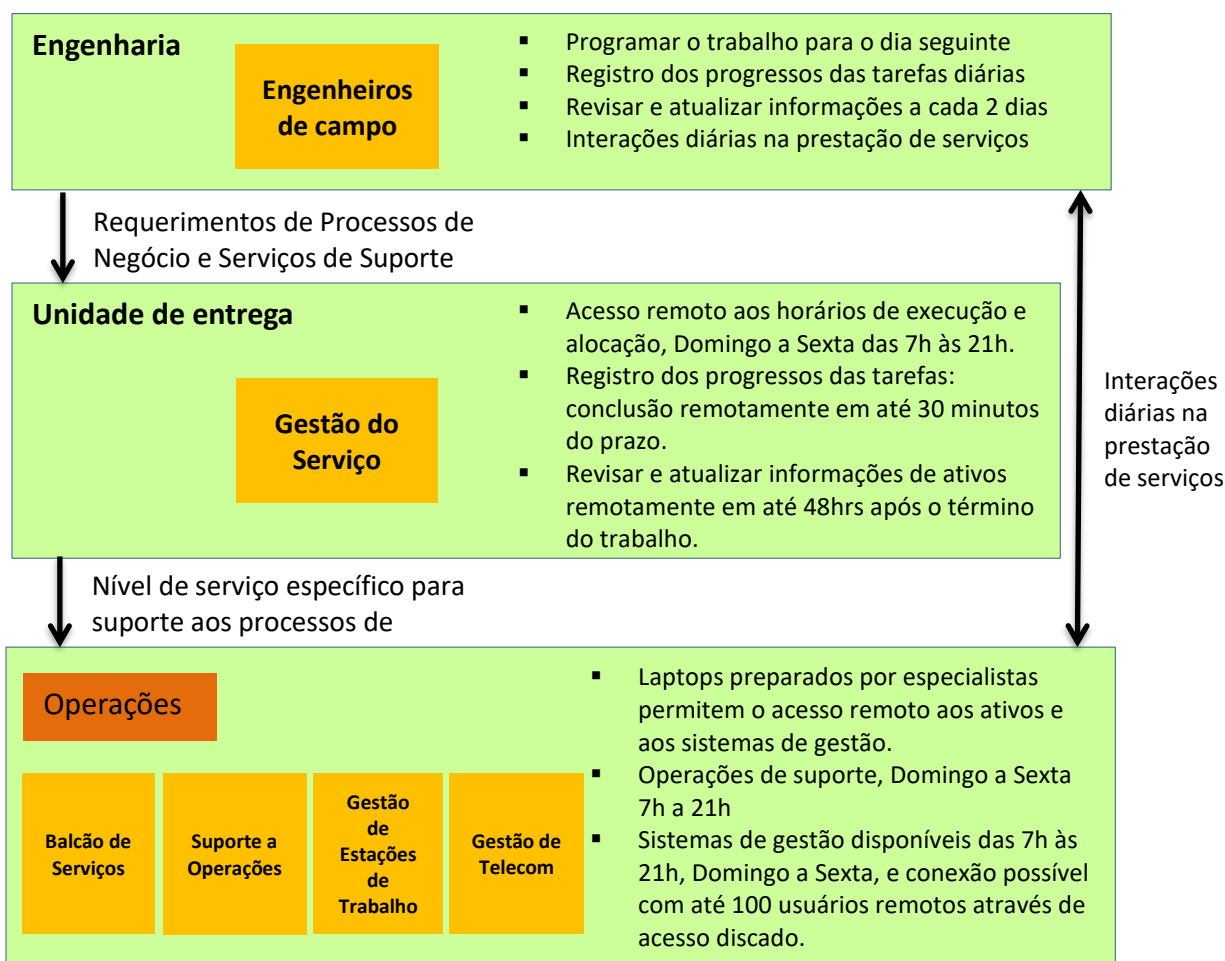 Engenharia
Engenheiros
de campo
▪ Programar o trabalho para o dia seguinte
▪ Registro dos progressos das tarefas diárias
▪ Revisar e atualizar informações a cada 2 dias
▪ Interações diárias na prestação de serviços
Requerimentos de Processos de
Negócio e Serviços de Suporte
Unidade de entrega
Gestão do
Serviço
▪ Acesso remoto aos horários de execução e
alocação, Domingo a Sexta das 7h às 21h.
▪ Registro dos progressos das tarefas:
conclusão remotamente em até 30 minutos
do prazo.
▪ Revisar e atualizar informações de ativos
remotamente em até 48hrs após o término
do trabalho.
Interações
diárias na
prestação
de serviços
Nível de serviço específico para
suporte aos processos de
Operações
Balcão de
Serviços
Suporte a
Operações
Gestão
de
Estações
de
Trabalho
Gestão de
Telecom
▪ Laptops preparados por especialistas
permitem o acesso remoto aos ativos e
aos sistemas de gestão.
▪ Operações de suporte, Domingo a Sexta
7h a 21h
▪ Sistemas de gestão disponíveis das 7h às
21h, Domingo a Sexta, e conexão possível
com até 100 usuários remotos através de
acesso discado.